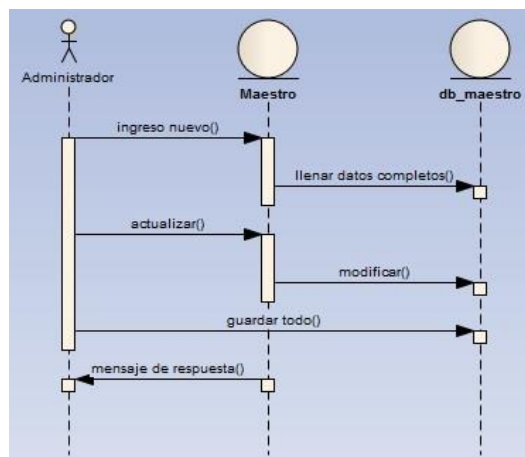 Administrador
Maestro
db_maestro
ingreso nuevo()
llenar datos completos()
actualizar()
modificar()
guardar todo()
mensaje de respuesta()